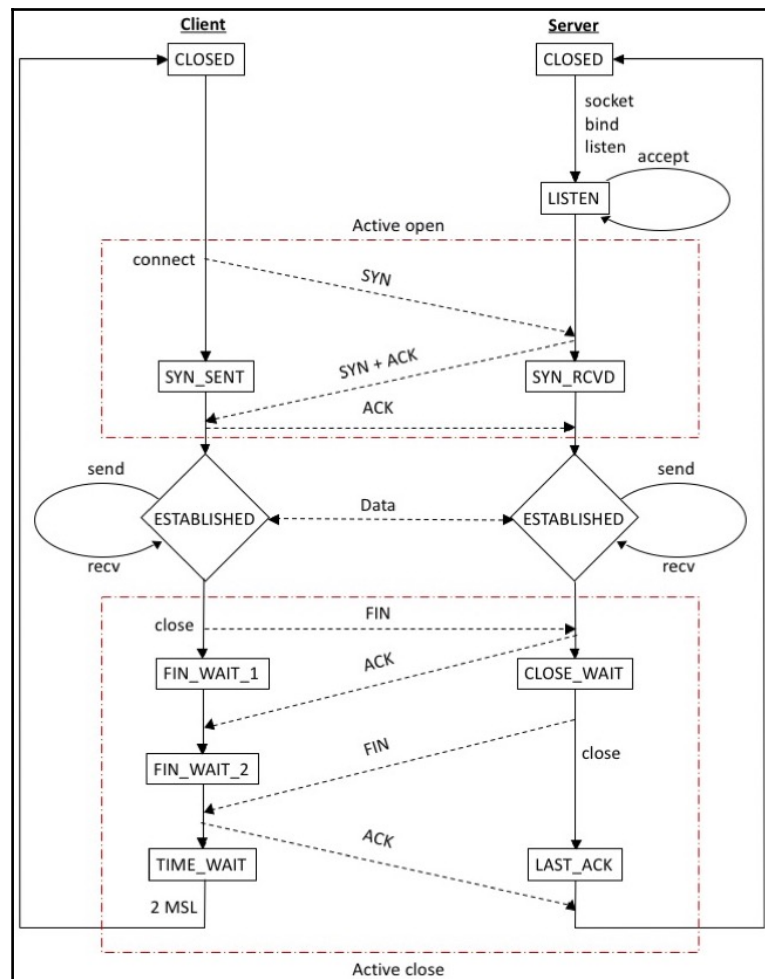 Client
Server
CLOSED
CLOSED
socket
bind
listen
accept
LISTEN
Active open
connect
SYN
SYN + ACK
SYN_SENT
SYN_RCVD
ACK
send
send
ESTABLISHED
Data
ESTABLISHED
recv
recv
close
FIN
FIN_WAIT_1
ACK
CLOSE_WAIT
FIN
close
FIN_WAIT_2
ACK
TIME_WAIT
LAST_ACK
2 MSL
Active close